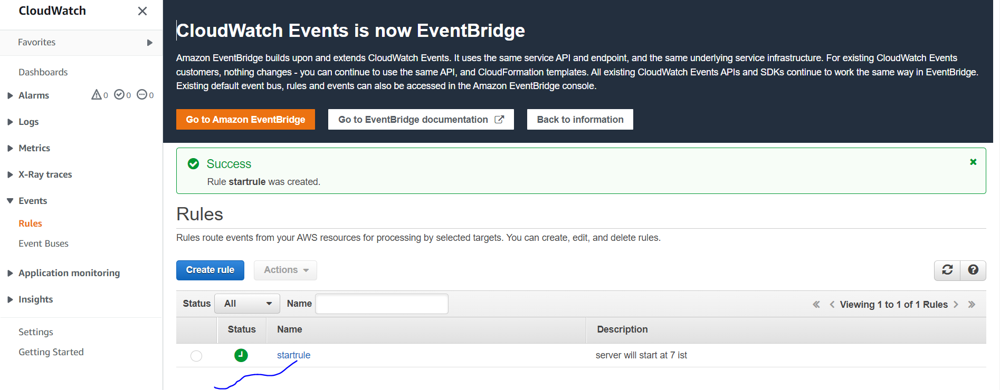 CloudWatch
Favorites
Dashboards
Alarms 0 0 0
Logs
Metrics
X-Ray traces
Events
Rules
Event Buses
Application monitoring
Insights
Settings
Getting Started
CloudWatch Events is now EventBridge
Amazon EventBridge builds upon and extends CloudWatch Events. It uses the same service API and endpoint, and the same underlying service infrastructure. For existing CloudWatch Events
customers, nothing changes - you can continue to use the same API, and CloudFormation templates. All existing CloudWatch Events APIs and SDKs continue to work the same way in EventBridge.
Existing default event bus, rules and events can also be accessed in the Amazon EventBridge console.
Go to Amazon EventBridge Go to EventBridge documentation Back to information
Success
Rule startrule was created.
Rules
Rules route events from your AWS resources for processing by selected targets. You can create, edit, and delete rules.
Create rule Actions
Status All Name Viewing 1 to 1 of 1 Rules
Status Name Description
startrule server will start at 7 ist